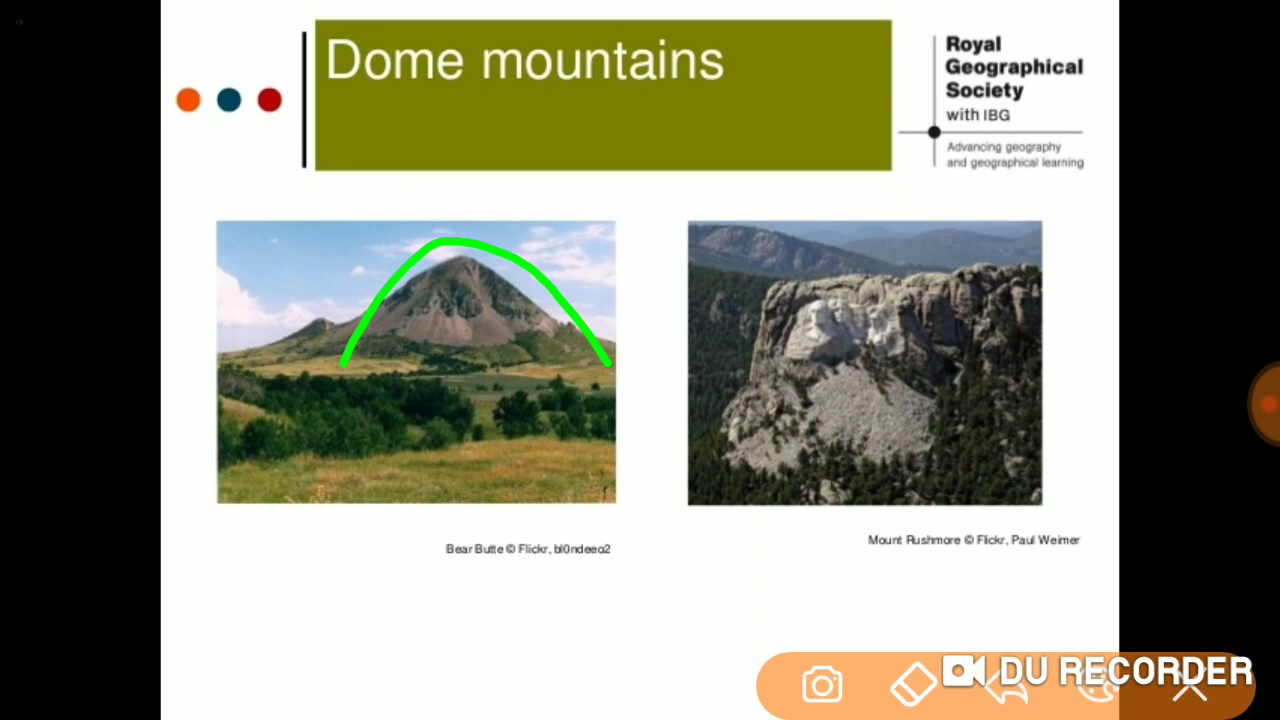 Dome mountains
Royal
Geographical
Society
with IBG
Advancing geography
and geographical learning
Bear Butte © Flickr, bl0ndeeo2
Mount Rushmore © Flickr, Paul Weimer
DU RECORDER